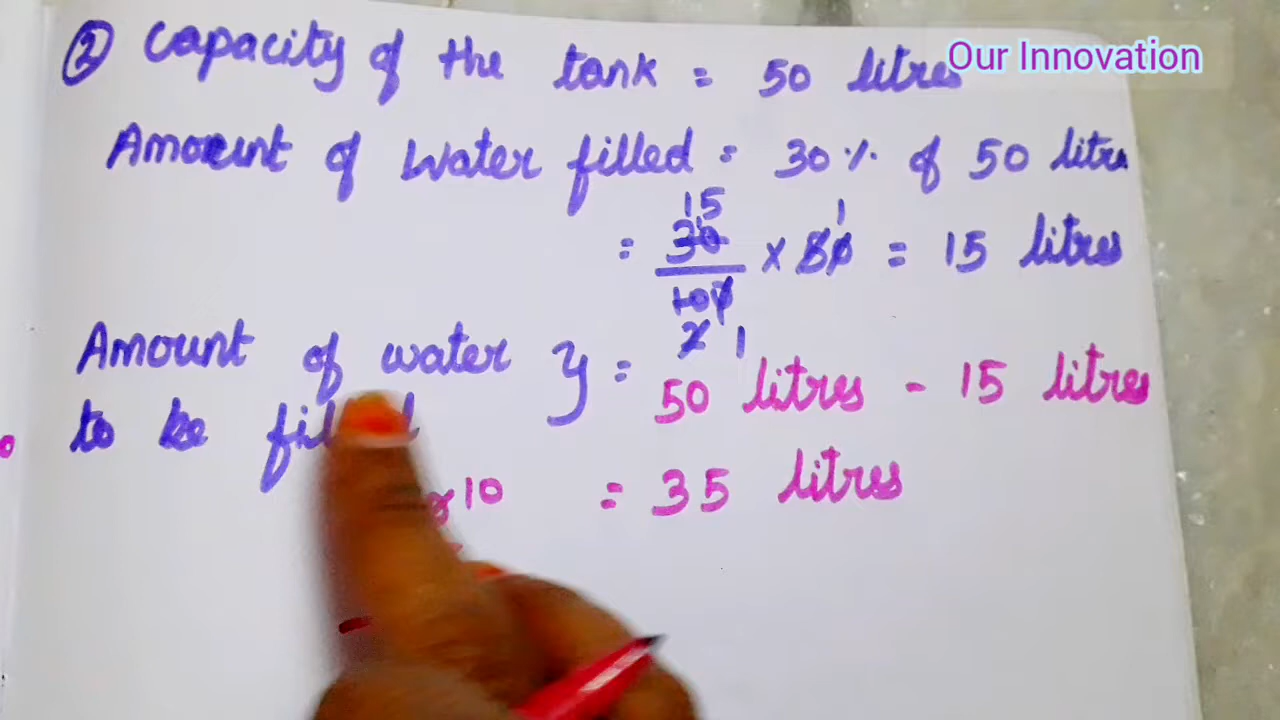 ② Capacity of the tank = 50 litres
Our Innovation
Amount of Water filled = 30% of 50 litres
= 30/100 × 50 = 15 litres
15 1
2 1
Amount of water } = 50 litres - 15 litres
to be filled
10
= 35 litres